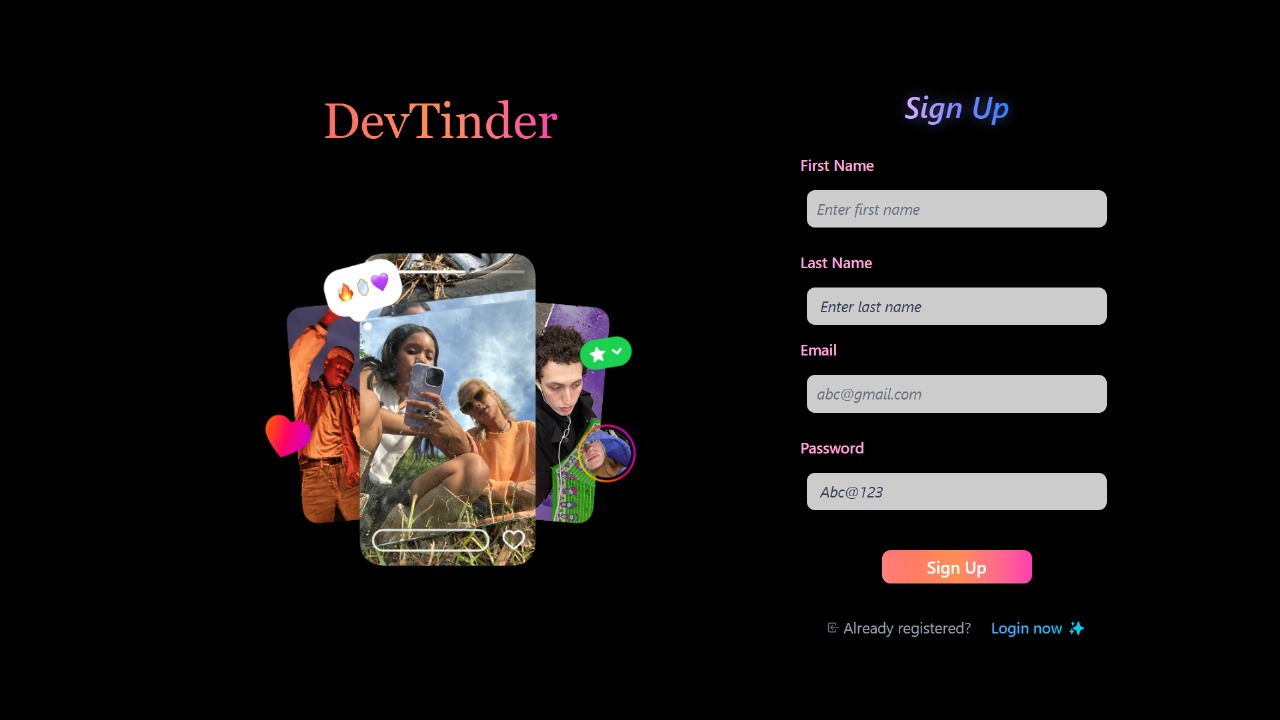 DevTinder
Sign Up
First Name
Enter first name
Last Name
Enter last name
Email
abc@gmail.com
Password
Abc@123
Sign Up
Already registered? Login now ✨